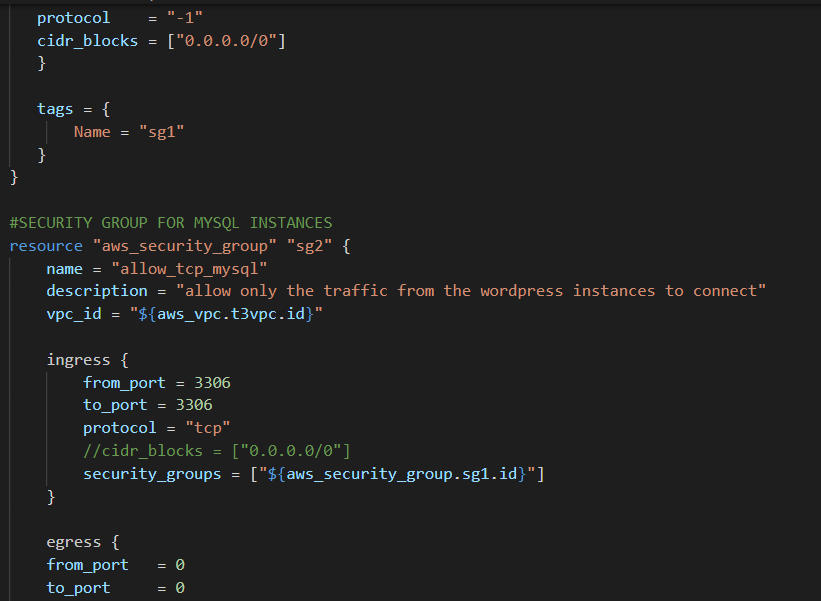 protocol    = "-1"
cidr_blocks = ["0.0.0.0/0"]
}
tags = {
Name = "sg1"
}
}
#SECURITY GROUP FOR MYSQL INSTANCES
resource "aws_security_group" "sg2" {
name = "allow_tcp_mysql"
description = "allow only the traffic from the wordpress instances to connect"
vpc_id = "${aws_vpc.t3vpc.id}"
ingress {
from_port = 3306
to_port = 3306
protocol = "tcp"
//cidr_blocks = ["0.0.0.0/0"]
security_groups = ["${aws_security_group.sg1.id}"]
}
egress {
from_port   = 0
to_port     = 0